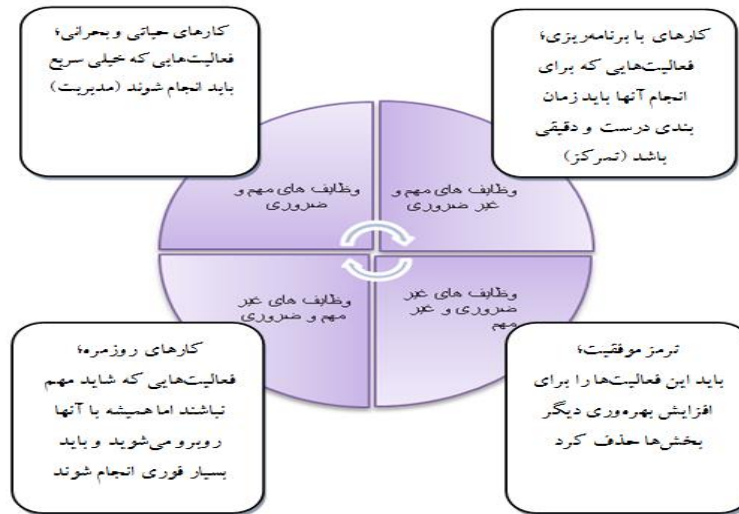 کارهای با برنامه‌ریزی؛
فعالیت‌هایی که برای
انجام آنها باید زمان
بندی درست و دقیقی
باشد (تمرکز)
کارهای حیاتی و بحرانی؛
فعالیت‌هایی که خیلی سریع
باید انجام شوند (مدیریت)
وظایف های مهم و
غیر ضروری
وظایف های مهم و
ضروری
وظایف های غیر
ضروری و غیر
مهم
وظایف های غیر
مهم و ضروری
ترمز موفقیت؛
باید این فعالیت‌ها را برای
افزایش بهره‌وری دیگر
بخش‌ها حذف کرد
کارهای روزمره؛
فعالیت‌هایی که شاید مهم
نباشند اما همیشه با آنها
روبرو می‌شوید و باید
بسیار فوری انجام شوند